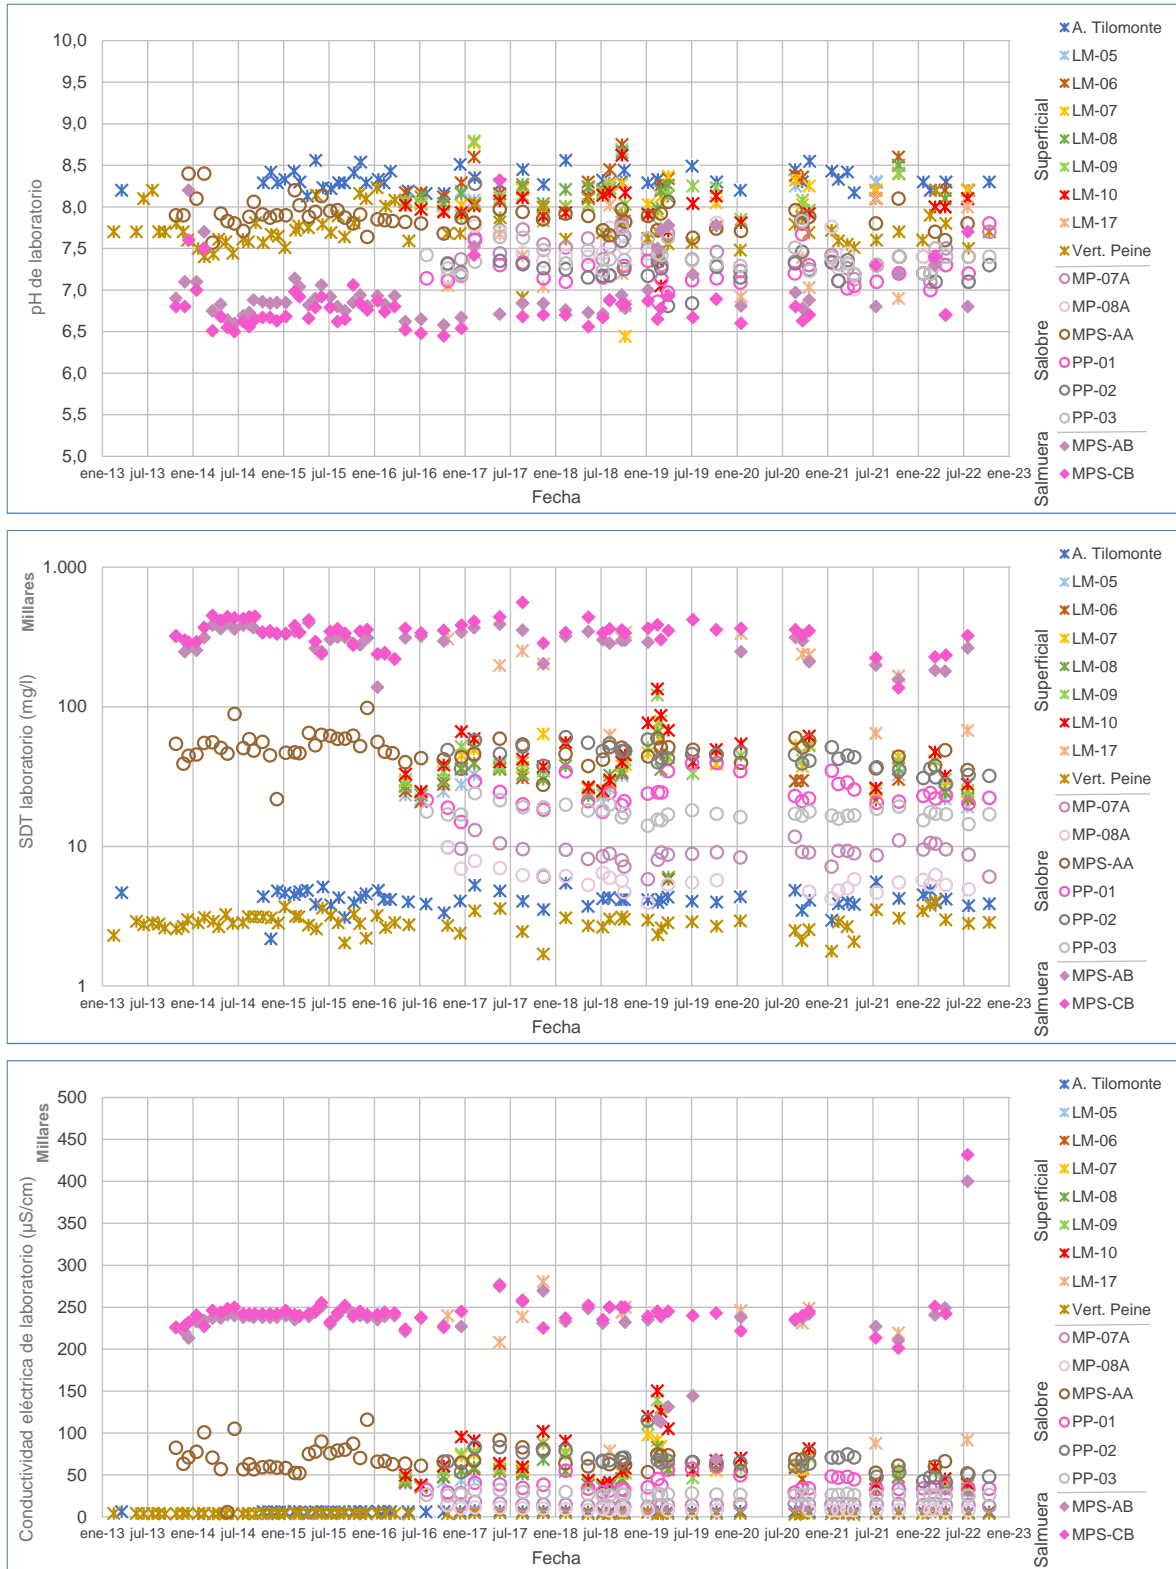 10,0
9,5
9,0
8,5
8,0
7,5
7,0
6,5
6,0
5,5
5,0
pH de laboratorio
ene-13 jul-13 ene-14 jul-14 ene-15 jul-15 ene-16 jul-16 ene-17 jul-17 ene-18 jul-18 ene-19 jul-19 ene-20 jul-20 ene-21 jul-21 ene-22 jul-22 ene-23
Fecha
Superficial
A. Tilomonte
LM-05
LM-06
LM-07
LM-08
LM-09
LM-10
LM-17
Vert. Peine
Salobre
MP-07A
MP-08A
MPS-AA
PP-01
PP-02
PP-03
Salmuera
MPS-AB
MPS-CB
1.000
100
10
1
Millares
SDT laboratorio (mg/l)
ene-13 jul-13 ene-14 jul-14 ene-15 jul-15 ene-16 jul-16 ene-17 jul-17 ene-18 jul-18 ene-19 jul-19 ene-20 jul-20 ene-21 jul-21 ene-22 jul-22 ene-23
Fecha
Superficial
A. Tilomonte
LM-05
LM-06
LM-07
LM-08
LM-09
LM-10
LM-17
Vert. Peine
Salobre
MP-07A
MP-08A
MPS-AA
PP-01
PP-02
PP-03
Salmuera
MPS-AB
MPS-CB
500
450
400
350
300
250
200
150
100
50
0
Millares
Conductividad eléctrica de laboratorio (µS/cm)
ene-13 jul-13 ene-14 jul-14 ene-15 jul-15 ene-16 jul-16 ene-17 jul-17 ene-18 jul-18 ene-19 jul-19 ene-20 jul-20 ene-21 jul-21 ene-22 jul-22 ene-23
Fecha
Superficial
A. Tilomonte
LM-05
LM-06
LM-07
LM-08
LM-09
LM-10
LM-17
Vert. Peine
Salobre
MP-07A
MP-08A
MPS-AA
PP-01
PP-02
PP-03
Salmuera
MPS-AB
MPS-CB